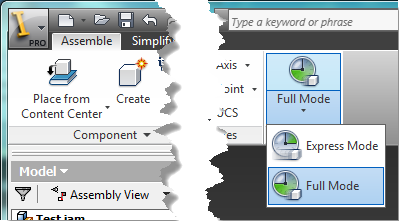 Type a keyword or phrase
PRO
Assemble Simplif
Axis
Place from
Content Center
Create
oint
CS
Full Mode
Component
es
Express Mode
Full Mode
Model
Assembly View
Test.iam